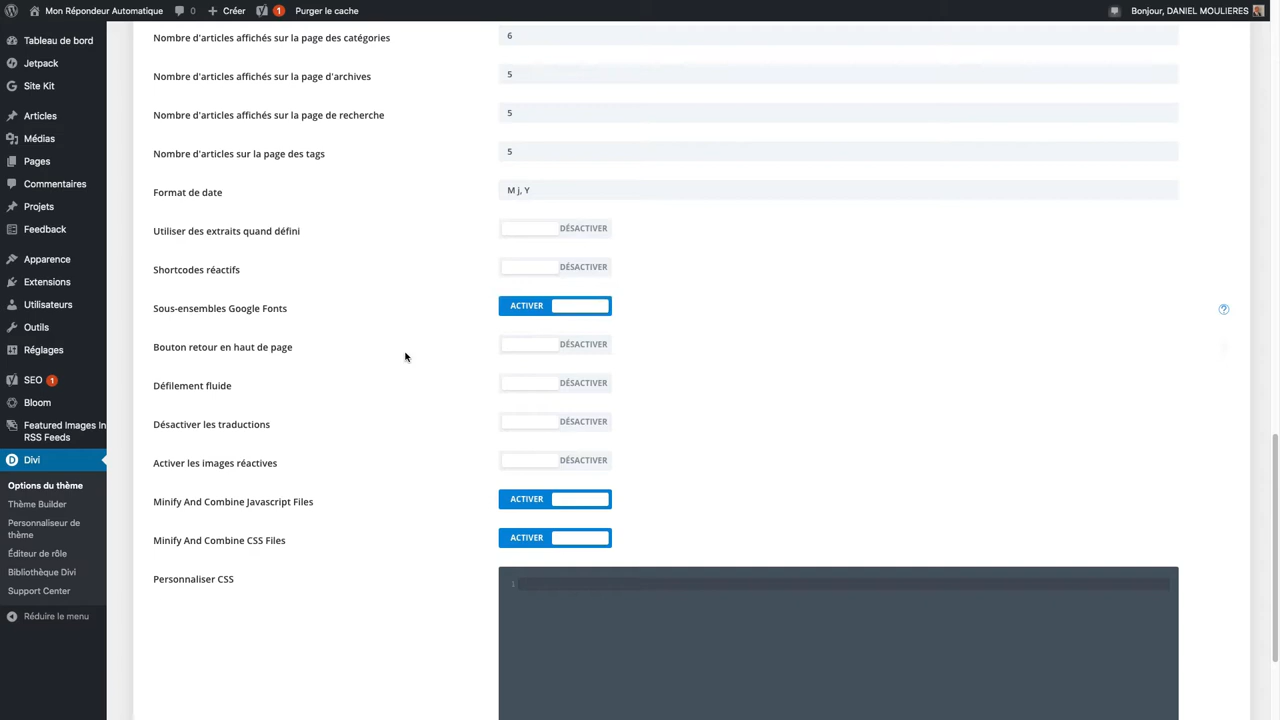 Mon Répondeur Automatique
0
Créer
1
Purger le cache
Bonjour, DANIEL MOULIERES
Tableau de bord
Jetpack
Site Kit
Articles
Médias
Pages
Commentaires
Projets
Feedback
Apparence
Extensions
Utilisateurs
Outils
Réglages
SEO 1
Bloom
Featured Images In
RSS Feeds
Divi
Options du thème
Thème Builder
Personnaliseur de
thème
Éditeur de rôle
Bibliothèque Divi
Support Center
Réduire le menu
Nombre d'articles affichés sur la page des catégories
6
Nombre d'articles affichés sur la page d'archives
5
Nombre d'articles affichés sur la page de recherche
5
Nombre d'articles sur la page des tags
5
Format de date
M j, Y
Utiliser des extraits quand défini
DÉSACTIVER
Shortcodes réactifs
DÉSACTIVER
Sous-ensembles Google Fonts
ACTIVER
?
Bouton retour en haut de page
DÉSACTIVER
Défilement fluide
DÉSACTIVER
Désactiver les traductions
DÉSACTIVER
Activer les images réactives
DÉSACTIVER
Minify And Combine Javascript Files
ACTIVER
Minify And Combine CSS Files
ACTIVER
Personnaliser CSS
1